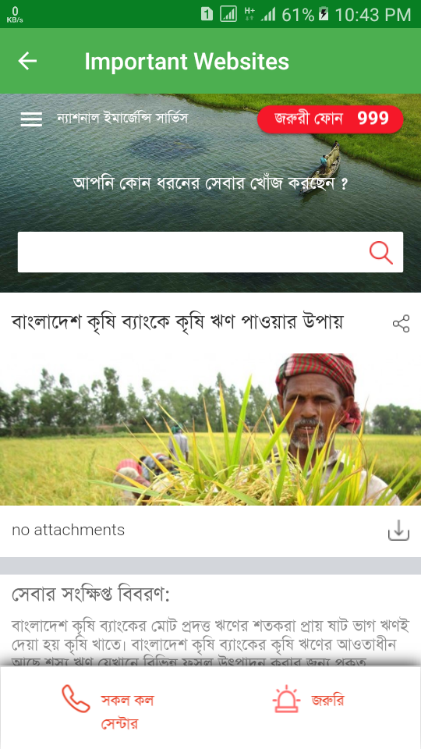 0
KB/s
1
H+
61%
10:43 PM
Important Websites
ন্যাশনাল ইমার্জেন্সি সার্ভিস
জরুরী ফোন 999
আপনি কোন ধরনের সেবার খোঁজ করছেন ?
বাংলাদেশ কৃষি ব্যাংকে কৃষি ঋণ পাওয়ার উপায়
no attachments
সেবার সংক্ষিপ্ত বিবরণ:
বাংলাদেশ কৃষি ব্যাংকের মোট প্রদত্ত ঋণের শতকরা প্রায় ষাট ভাগ ঋণই
দেয়া হয় কৃষি খাতে। বাংলাদেশ কৃষি ব্যাংকের কৃষি ঋণের আওতাধীন
আছে শস্য ঋণ যেখানে বিভিন্ন ফসল উৎপাদন করার জন্য প্রকৃত
সকল কল
সেন্টার
জরুরি